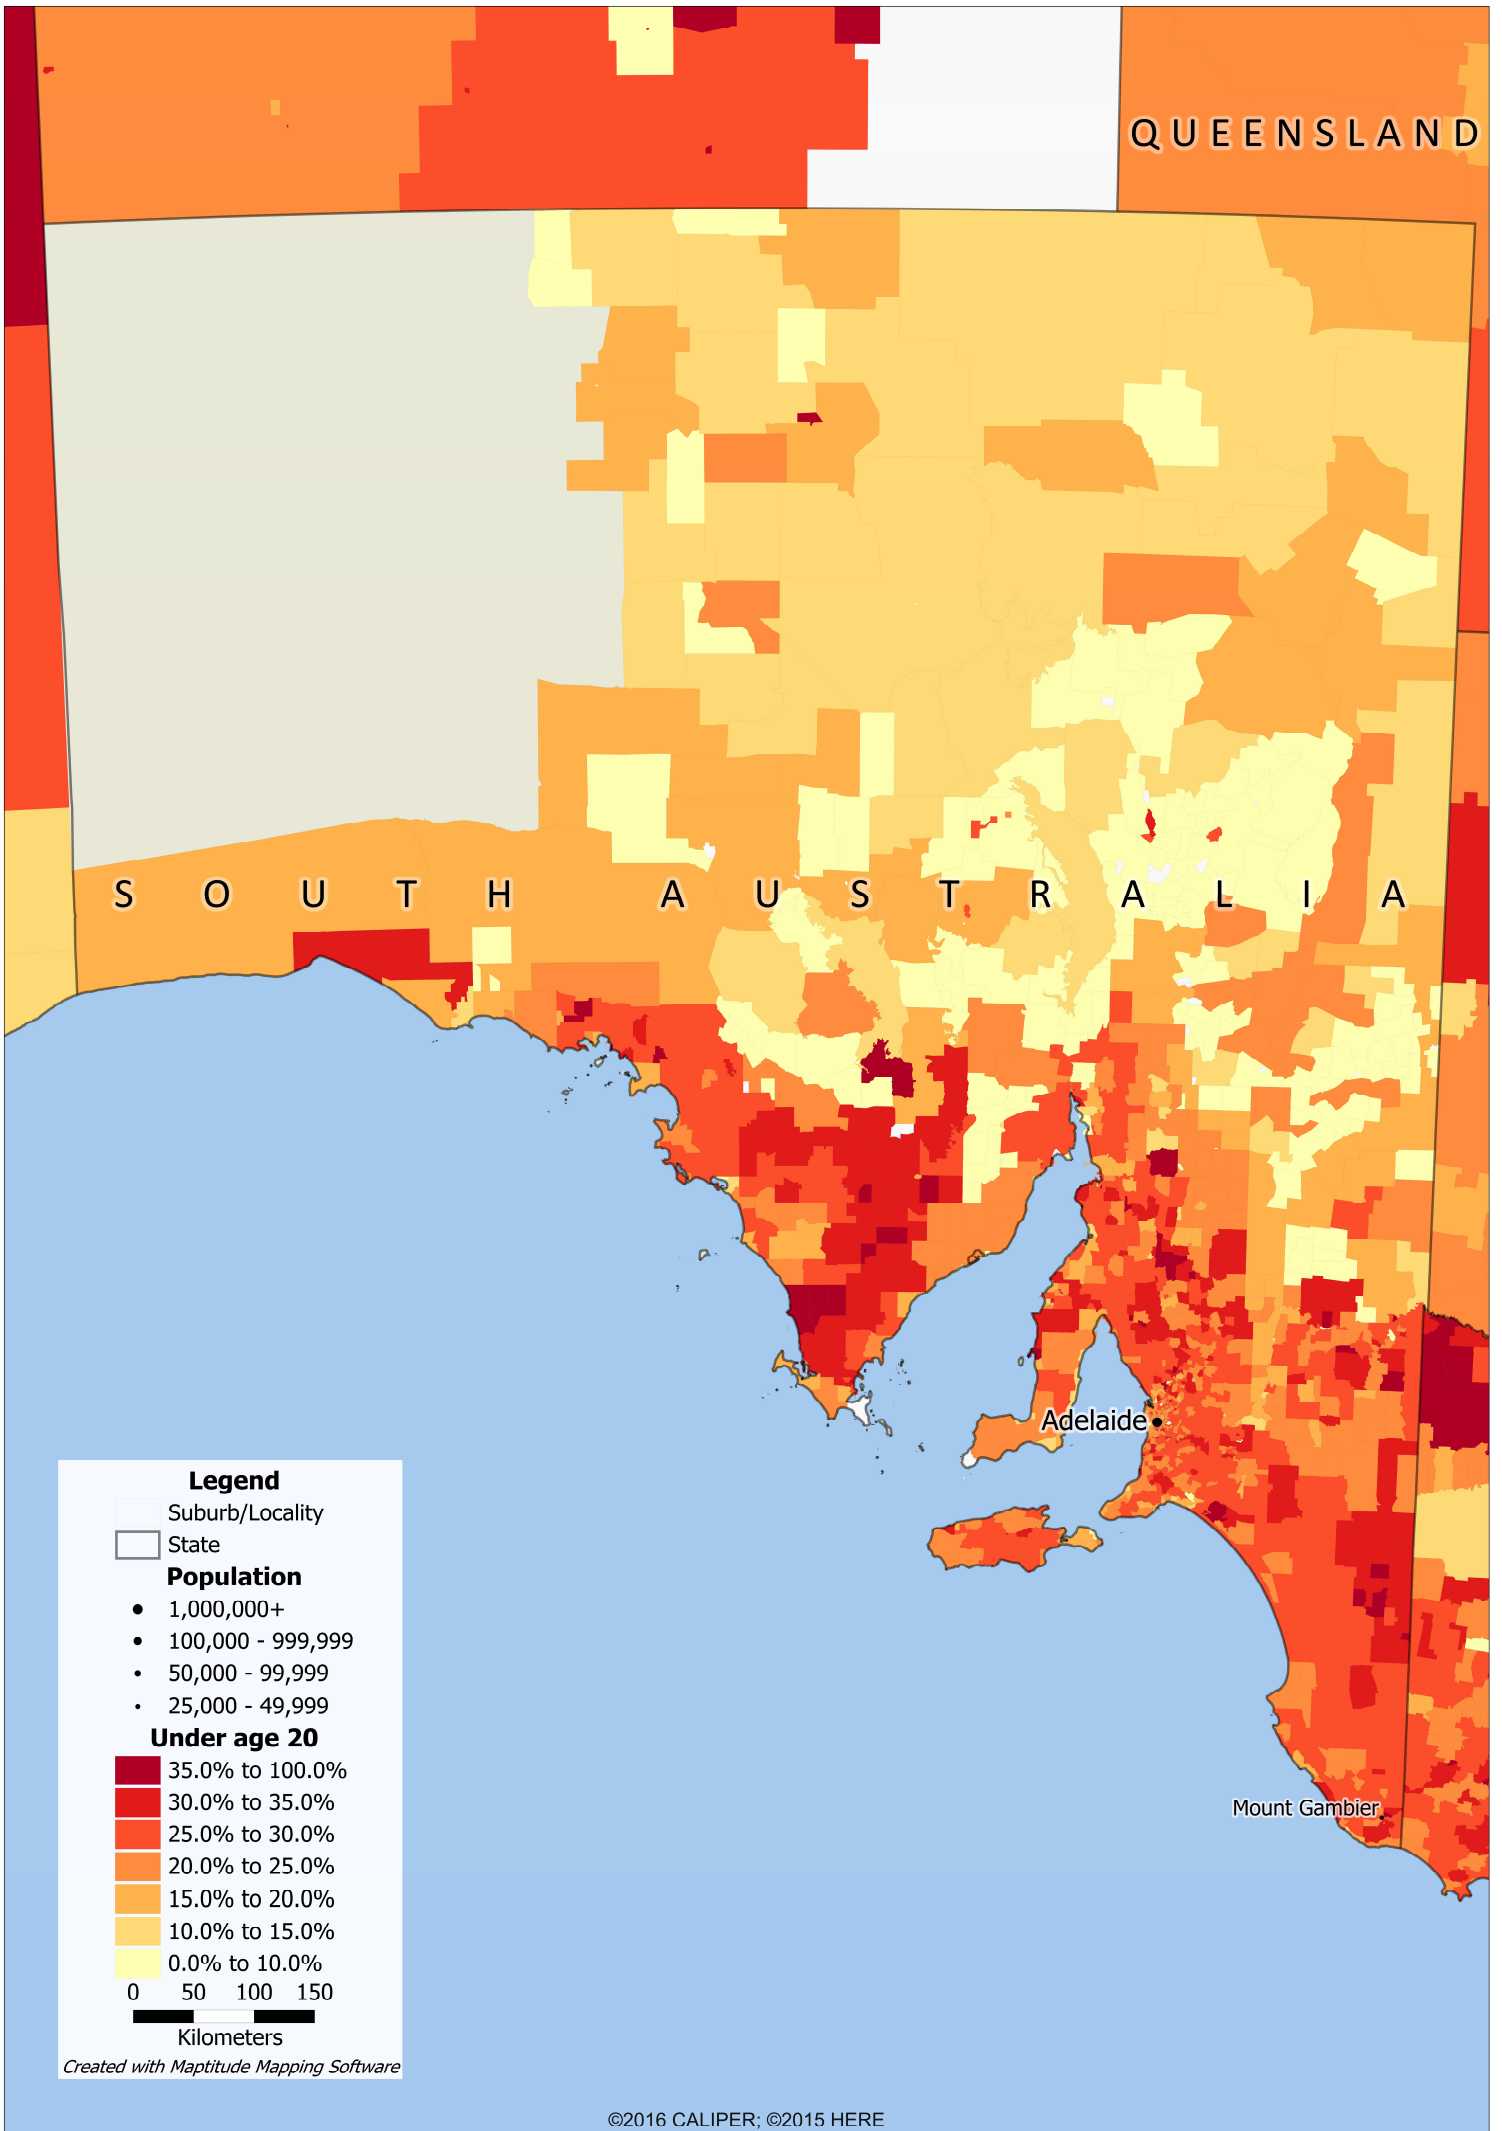 QUEENSLAND
SOUTH AUSTRALIA
Adelaide
Mount Gambier
Legend
Suburb/Locality
State
Population
1,000,000+
100,000 - 999,999
50,000 - 99,999
25,000 - 49,999
Under age 20
35.0% to 100.0%
30.0% to 35.0%
25.0% to 30.0%
20.0% to 25.0%
15.0% to 20.0%
10.0% to 15.0%
0.0% to 10.0%
0 50 100 150
Kilometers
Created with Maptitude Mapping Software
©2016 CALIPER; ©2015 HERE